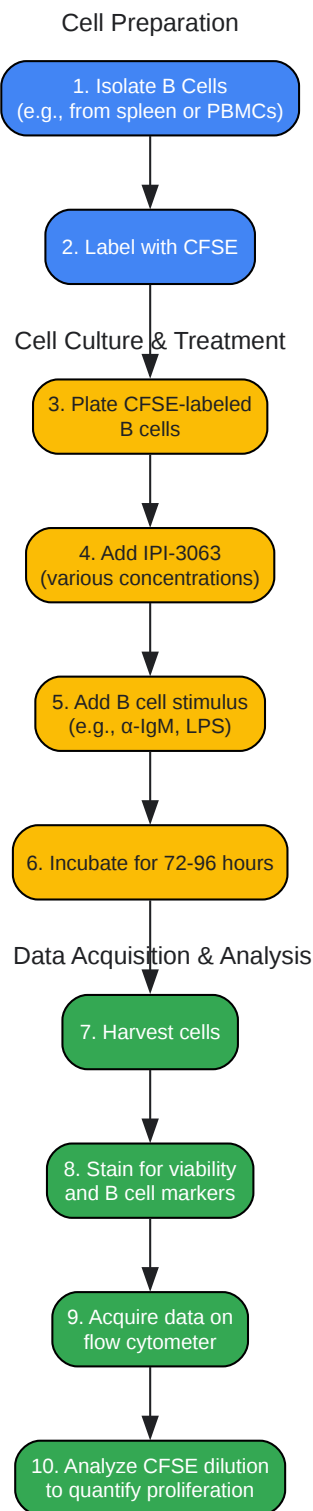 Cell Preparation
1. Isolate B Cells
(e.g., from spleen or PBMCs)
2. Label with CFSE
Cell Culture & Treatment
3. Plate CFSE-labeled
B cells
4. Add IPI-3063
(various concentrations)
5. Add B cell stimulus
(e.g., α-IgM, LPS)
6. Incubate for 72-96 hours
Data Acquisition & Analysis
7. Harvest cells
8. Stain for viability
and B cell markers
9. Acquire data on
flow cytometer
10. Analyze CFSE dilution
to quantify proliferation